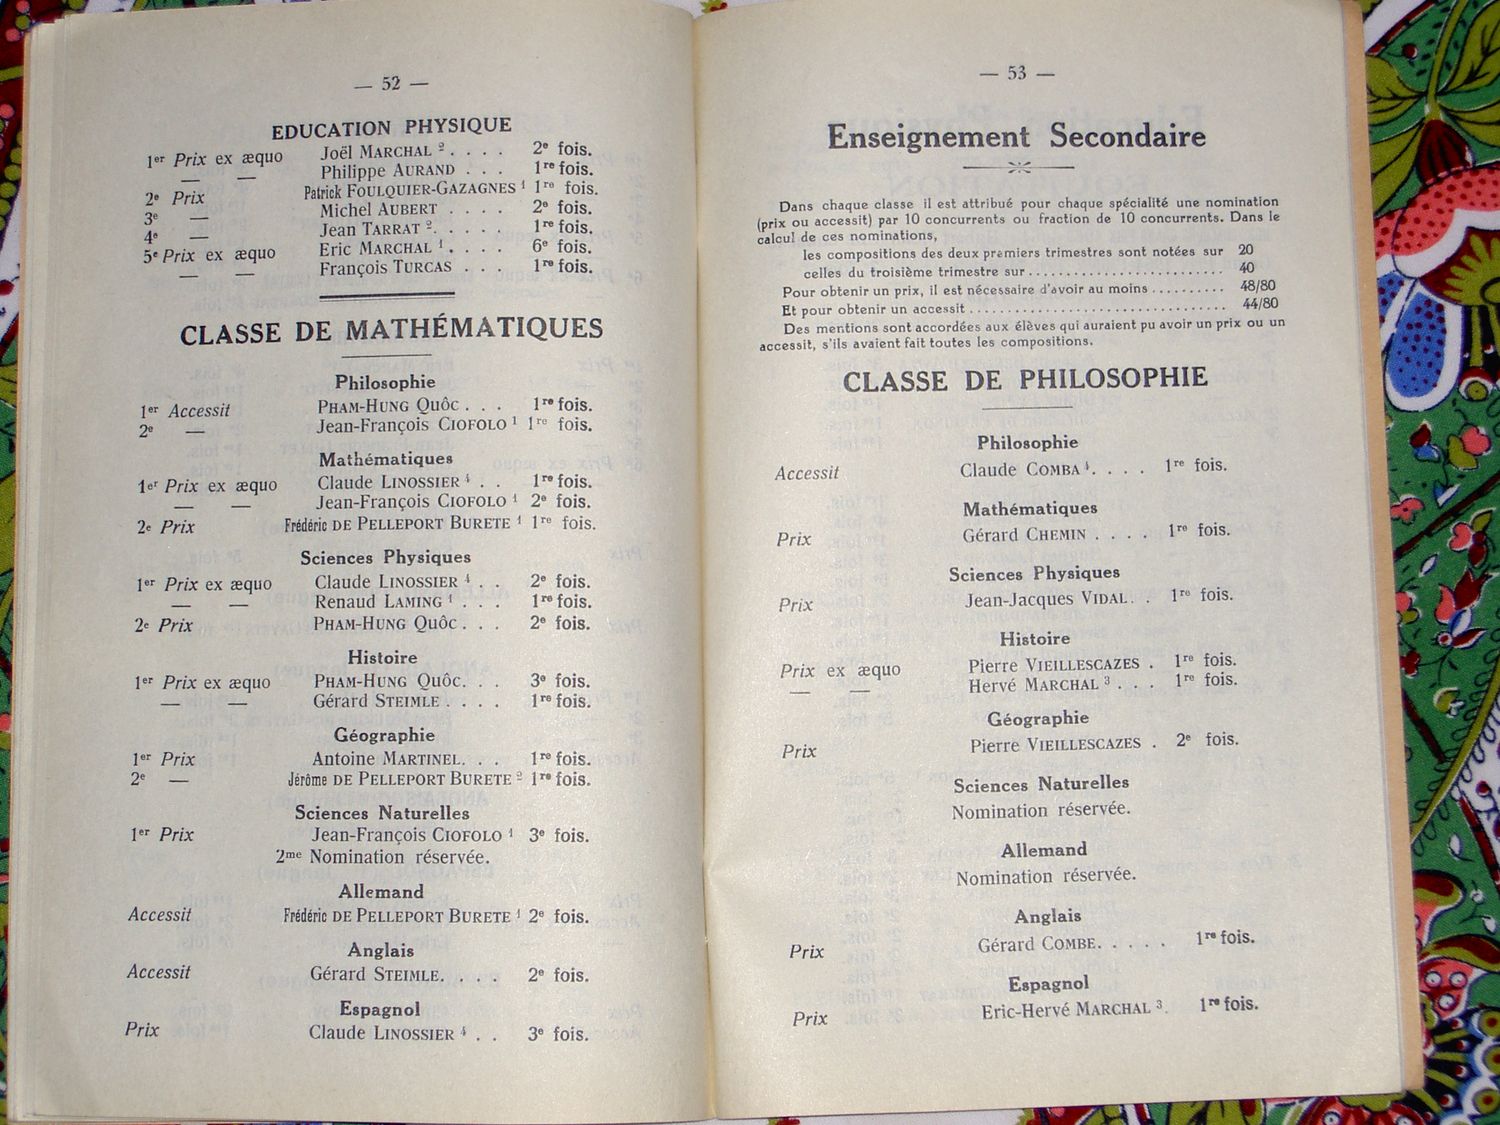 — 52 —
EDUCATION PHYSIQUE
1er Prix ex æquo Joël MARCHAL 2 . . . . 2e fois.
— — Philippe AURAND . . . 1re fois.
2e Prix Patrick FOULQUIER-GAZAGNES 1 1re fois.
3e — Michel AUBERT . . . . 2e fois.
4e — Jean TARRAT 2. . . . . 1re fois.
5e Prix ex æquo Eric MARCHAL 1 . . . . 6e fois.
— — François TURCAS . . . 1re fois.
CLASSE DE MATHÉMATIQUES
Philosophie
1er Accessit PHAM-HUNG Quôc . . . 1re fois.
2e — Jean-François CIOFOLO 1 1re fois.
Mathématiques
1er Prix ex æquo Claude LINOSSIER 4 . . 1re fois.
— — Jean-François CIOFOLO 1 2e fois.
2e Prix Frédéric DE PELLEPORT BURETE 1 1re fois.
Sciences Physiques
1er Prix ex æquo Claude LINOSSIER 4 . . 2e fois.
— — Renaud LAMING 1 . . . 1re fois.
2e Prix PHAM-HUNG Quôc . . . 2e fois.
Histoire
1er Prix ex æquo PHAM-HUNG Quôc. . . 3e fois.
— — Gérard STEIMLE . . . . 1re fois.
Géographie
1er Prix Antoine MARTINEL. . . 1re fois.
2e — Jérôme DE PELLEPORT BURETE 2 1re fois.
Sciences Naturelles
1er Prix Jean-François CIOFOLO 1 3e fois.
2me Nomination réservée.
Allemand
Accessit Frédéric DE PELLEPORT BURETE 1 2e fois.
Anglais
Accessit Gérard STEIMLE. . . . 2e fois.
Espagnol
Prix Claude LINOSSIER 4 . . 3e fois.
— 53 —
Enseignement Secondaire
Dans chaque classe il est attribué pour chaque spécialité une nomination
(prix ou accessit) par 10 concurrents ou fraction de 10 concurrents. Dans le
calcul de ces nominations,
les compositions des deux premiers trimestres sont notées sur 20
celles du troisième trimestre sur . . . . . . . . . . . . . . . . . . . . . . . . . 40
Pour obtenir un prix, il est nécessaire d'avoir au moins . . . . . . . . . . 48/80
Et pour obtenir un accessit . . . . . . . . . . . . . . . . . . . . . . . . . . . . . . . . . 44/80
Des mentions sont accordées aux élèves qui auraient pu avoir un prix ou un
accessit, s'ils avaient fait toutes les compositions.
CLASSE DE PHILOSOPHIE
Philosophie
Accessit Claude COMBA 1. . . . 1re fois.
Mathématiques
Prix Gérard CHEMIN . . . . 1re fois.
Sciences Physiques
Prix Jean-Jacques VIDAL. . 1re fois.
Histoire
Prix ex æquo Pierre VIEILLESCAZES . 1re fois.
— — Hervé MARCHAL 3 . . . 1re fois.
Géographie
Prix Pierre VIEILLESCAZES . 2e fois.
Sciences Naturelles
Nomination réservée.
Allemand
Nomination réservée.
Anglais
Prix Gérard COMBE. . . . . 1re fois.
Espagnol
Prix Eric-Hervé MARCHAL 3. 1re fois.